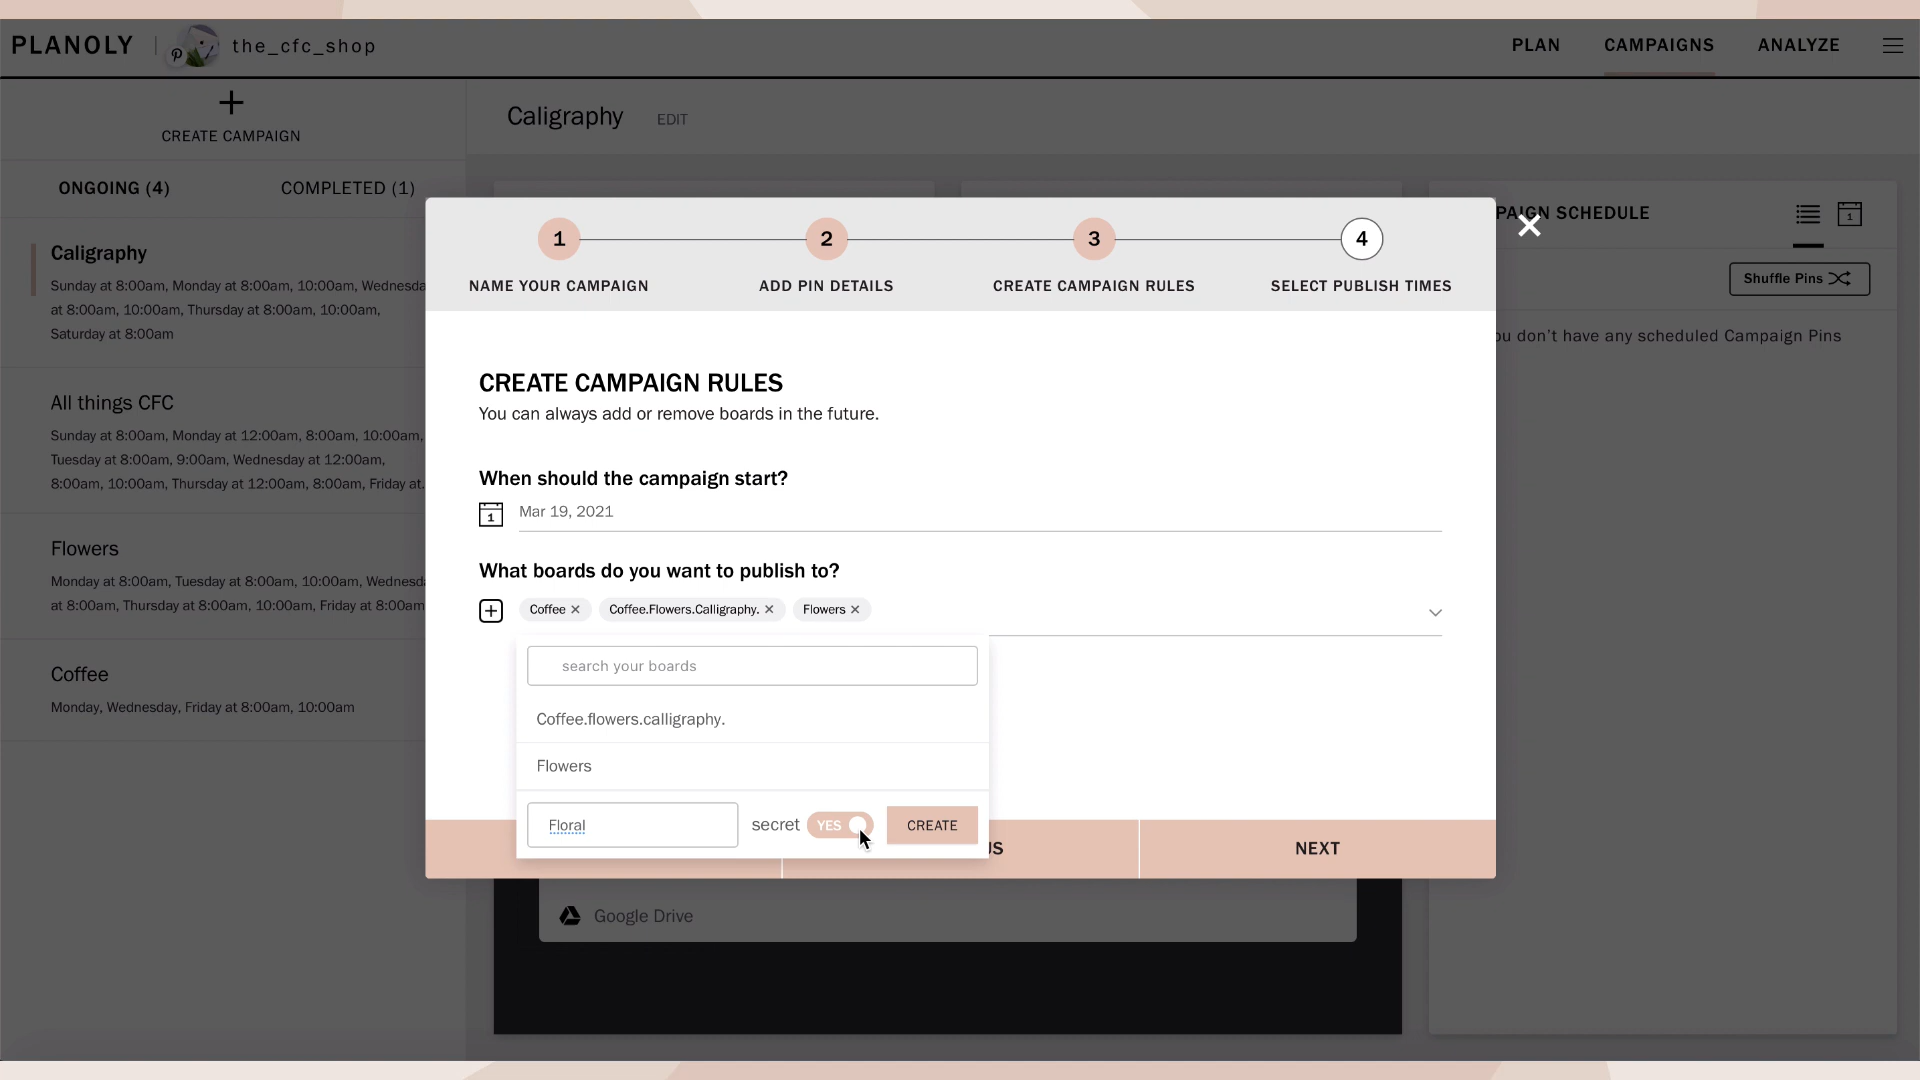 PLANOLY
the_cfc_shop
PLAN
CAMPAIGNS
ANALYZE
CREATE CAMPAIGN
Caligraphy
EDIT
ONGOING (4)
COMPLETED (1)
Caligraphy
Sunday at 8:00am, Monday at 8:00am, 10:00am, Wednesda
at 8:00am, 10:00am, Thursday at 8:00am, 10:00am,
Saturday at 8:00am
All things CFC
Sunday at 8:00am, Monday at 12:00am, 8:00am, 10:00am,
Tuesday at 8:00am, 9:00am, Wednesday at 12:00am,
8:00am, 10:00am, Thursday at 12:00am, 8:00am, Friday at.
Flowers
Monday at 8:00am, Tuesday at 8:00am, 10:00am, Wednesd
at 8:00am, Thursday at 8:00am, 10:00am, Friday at 8:00am
Coffee
Monday, Wednesday, Friday at 8:00am, 10:00am
1
2
3
4
NAME YOUR CAMPAIGN
ADD PIN DETAILS
CREATE CAMPAIGN RULES
SELECT PUBLISH TIMES
CREATE CAMPAIGN RULES
You can always add or remove boards in the future.
When should the campaign start?
1
Mar 19, 2021
What boards do you want to publish to?
Coffee
Coffee.Flowers.Calligraphy.
Flowers
search your boards
Coffee.flowers.calligraphy.
Flowers
Floral
secret
YES
CREATE
US
NEXT
Google Drive
PAIGN SCHEDULE
1
Shuffle Pins
ou don't have any scheduled Campaign Pins